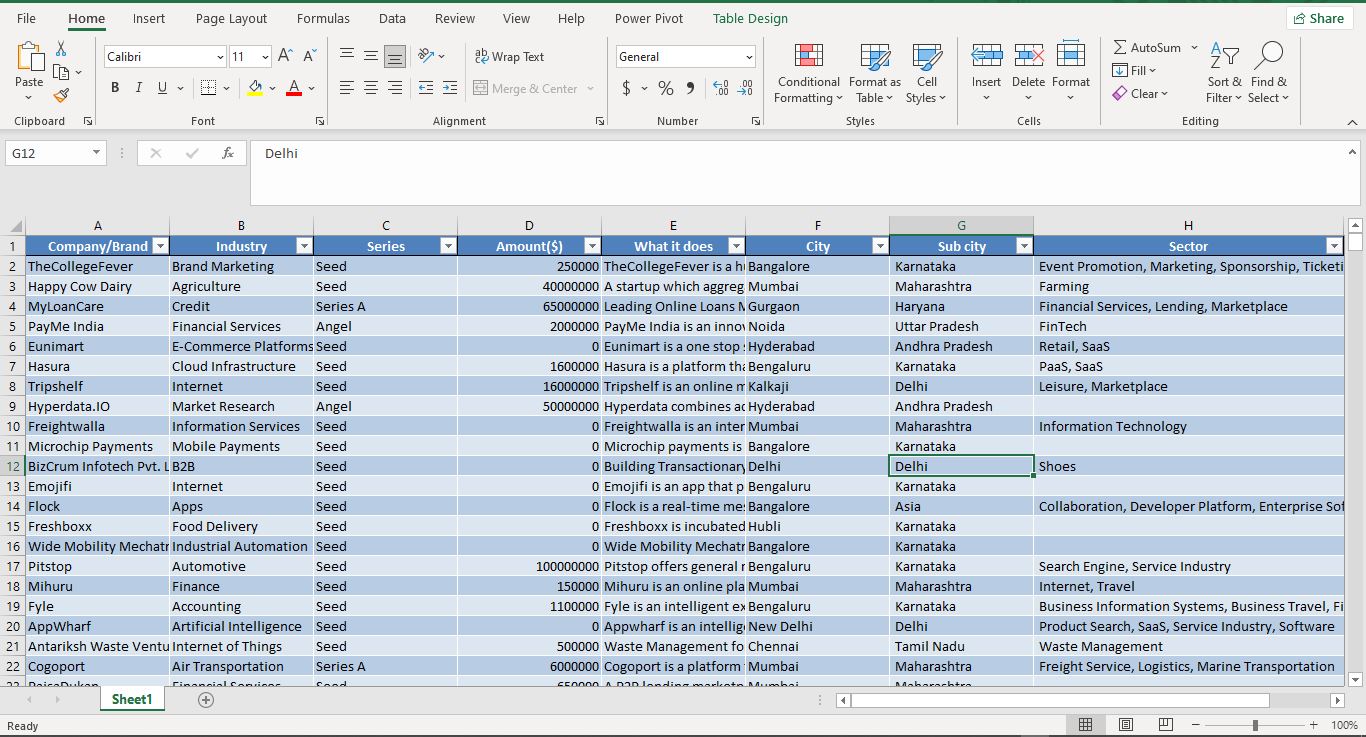 File Home Insert Page Layout Formulas Data Review View Help Power Pivot Table Design Share
Calibri 11 A A Wrap Text General Conditional Formatting Format as Table Cell Styles Insert Delete Format AutoSum Fill Clear Sort & Filter Find & Select
Paste B I U A Merge & Center $ % 9 .00 .0
Clipboard Font Alignment Number Styles Cells Editing
G12 fx Delhi
A B C D E F G H
1 Company/Brand Industry Series Amount($) What it does City Sub city Sector
2 TheCollegeFever Brand Marketing Seed 250000 TheCollegeFever is a Bangalore Karnataka Event Promotion, Marketing, Sponsorship, Ticketi
3 Happy Cow Dairy Agriculture Seed 40000000 A startup which aggreg Mumbai Maharashtra Farming
4 MyLoanCare Credit Series A 65000000 Leading Online Loans Gurgaon Haryana Financial Services, Lending, Marketplace
5 PayMe India Financial Services Angel 2000000 PayMe India is an innov Noida Uttar Pradesh FinTech
6 Eunimart E-Commerce Platforms Seed 0 Eunimart is a one stop Hyderabad Andhra Pradesh Retail, SaaS
7 Hasura Cloud Infrastructure Seed 1600000 Hasura is a platform tha Bengaluru Karnataka PaaS, SaaS
8 Tripshelf Internet Seed 16000000 Tripshelf is an online m Kalkaji Delhi Leisure, Marketplace
9 Hyperdata.IO Market Research Angel 50000000 Hyperdata combines Hyderabad Andhra Pradesh
10 Freightwalla Information Services Seed 0 Freightwalla is an inter Mumbai Maharashtra Information Technology
11 Microchip Payments Mobile Payments Seed 0 Microchip payments is Bangalore Karnataka
12 BizCrum Infotech Pvt. L B2B Seed 0 Building Transactionary Delhi Delhi Shoes
13 Emojifi Internet Seed 0 Emojifi is an app that p Bengaluru Karnataka
14 Flock Apps Seed 0 Flock is a real-time mes Bangalore Asia Collaboration, Developer Platform, Enterprise Sof
15 Freshboxx Food Delivery Seed 0 Freshboxx is incubated Hubli Karnataka
16 Wide Mobility Mechatr Industrial Automation Seed 0 Wide Mobility Mechatr Bangalore Karnataka
17 Pitstop Automotive Seed 100000000 Pitstop offers general Bengaluru Karnataka Search Engine, Service Industry
18 Mihuru Finance Seed 150000 Mihuru is an online pla Mumbai Maharashtra Internet, Travel
19 Fyle Accounting Seed 1100000 Fyle is an intelligent ex Bengaluru Karnataka Business Information Systems, Business Travel, Fi
20 AppWharf Artificial Intelligence Seed 0 Appwharf is an intellig New Delhi Delhi Product Search, SaaS, Service Industry, Software
21 Antariksh Waste Ventu Internet of Things Seed 500000 Waste Management fo Chennai Tamil Nadu Waste Management
22 Cogoport Air Transportation Series A 6000000 Cogoport is a platform Mumbai Maharashtra Freight Service, Logistics, Marine Transportation
Sheet1
Ready 100%